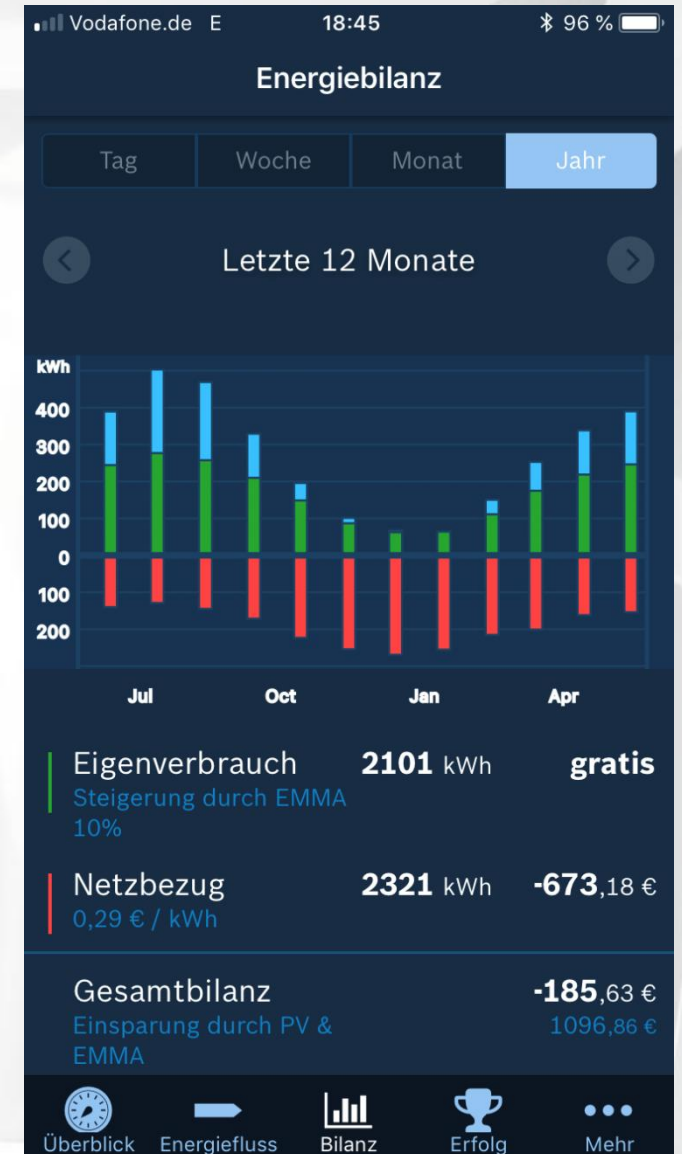 Vodafone.de E 18:45 96 %
Energiebilanz
Tag Woche Monat Jahr
Letzte 12 Monate
kWh
400
300
200
100
0
100
200
Jul Oct Jan Apr
Eigenverbrauch 2101 kWh gratis
Steigerung durch EMMA
10%
Netzbezug 2321 kWh -673,18 €
0,29 € / kWh
Gesamtbilanz -185,63 €
Einsparung durch PV & 1096,86 €
EMMA
Überblick Energiefluss Bilanz Erfolg Mehr